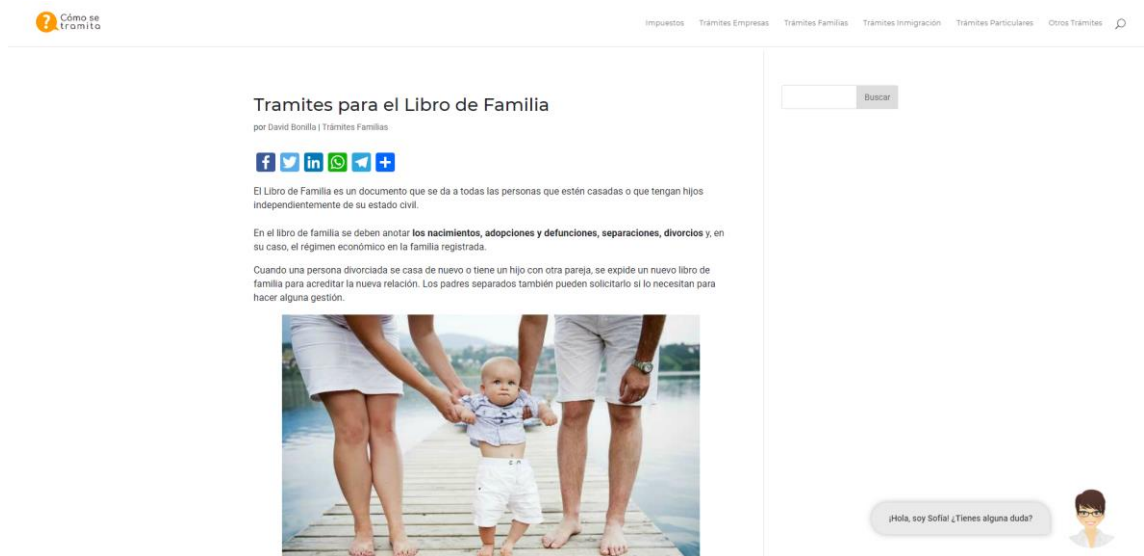 Cómo se
tramita
Impuestos Trámites Empresas Trámites Familias Trámites Inmigración Trámites Particulares Otros Trámites
Tramites para el Libro de Familia
Buscar
por David Bonilla | Trámites Familias
El Libro de Familia es un documento que se da a todas las personas que estén casadas o que tengan hijos
independientemente de su estado civil.
En el libro de familia se deben anotar los nacimientos, adopciones y defunciones, separaciones, divorcios y, en
su caso, el régimen económico en la familia registrada.
Cuando una persona divorciada se casa de nuevo o tiene un hijo con otra pareja, se expide un nuevo libro de
familia para acreditar la nueva relación. Los padres separados también pueden solicitarlo si lo necesitan para
hacer alguna gestión.
¡Hola, soy Sofía! ¿Tienes alguna duda?